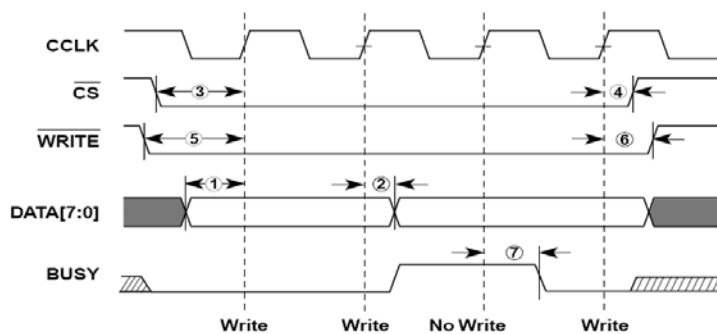 CCLK
CS
③ ④
WRITE
⑤ ⑥
① ②
DATA[7:0]
⑦
BUSY
Write Write No Write Write